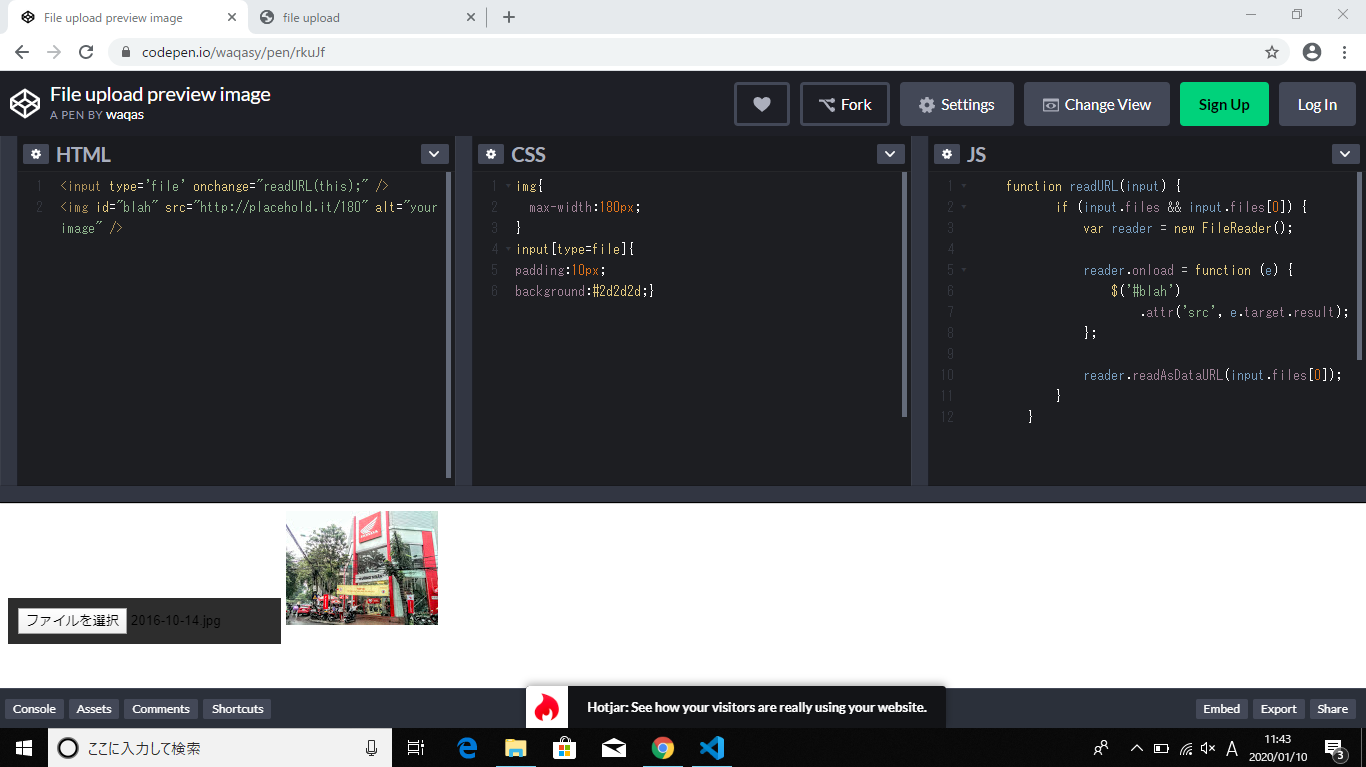 File upload preview image
file upload
codepen.io/waqasy/pen/rkuJf
File upload preview image
A PEN BY waqas
Fork
Settings
Change View
Sign Up
Log In
HTML
1 <input type='file' onchange="readURL(this);" />
2 <img id="blah" src="http://placehold.it/180" alt="your
image" />
CSS
1 img{
2 max-width:180px;
3 }
4 input[type=file]{
5 padding:10px;
6 background:#2d2d2d;}
JS
1 function readURL(input) {
2 if (input.files && input.files[0]) {
3 var reader = new FileReader();
4
5 reader.onload = function (e) {
6 $('#blah')
7 .attr('src', e.target.result);
8 };
9
10 reader.readAsDataURL(input.files[0]);
11 }
12 }
HONDA
ファイルを選択 2016-10-14.jpg
Console
Assets
Comments
Shortcuts
Hotjar: See how your visitors are really using your website.
Embed
Export
Share
ここに入力して検索
A
11:43
2020/01/10
3